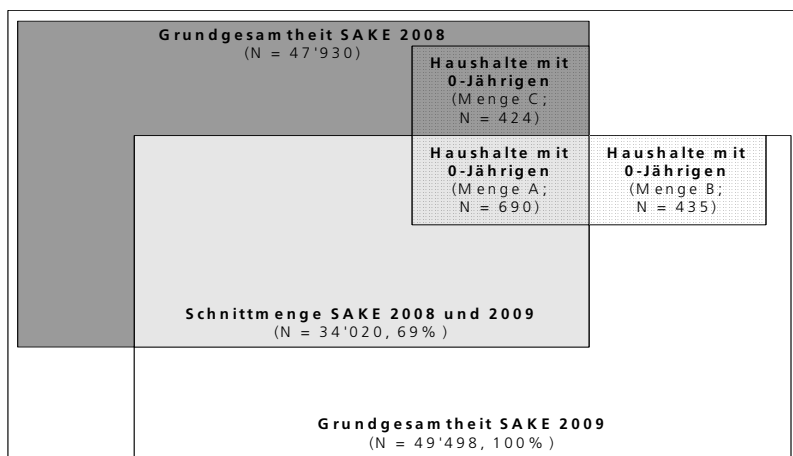 Grundgesamtheit SAKE 2008
(N = 47'930)
Haushalte mit
0-Jährigen
(Menge C;
N = 424)
Haushalte mit
0-Jährigen
(Menge A;
N = 690)
Haushalte mit
0-Jährigen
(Menge B;
N = 435)
Schnittmenge SAKE 2008 und 2009
(N = 34'020, 69%)
Grundgesamtheit SAKE 2009
(N = 49'498, 100%)